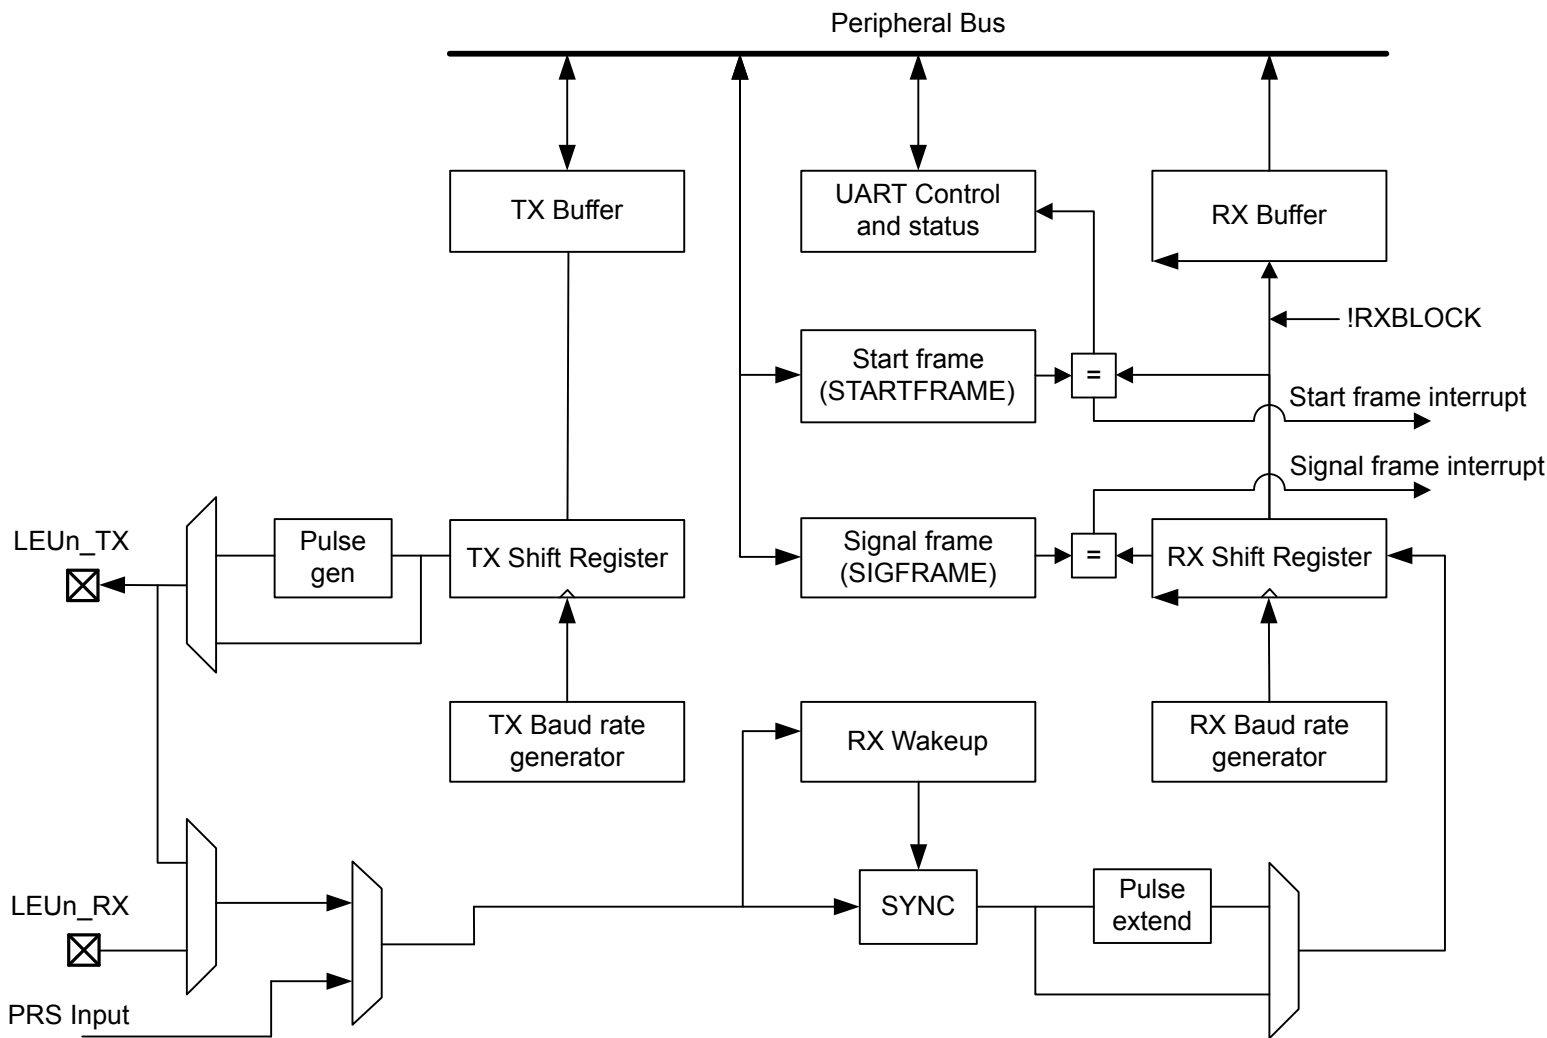 Peripheral Bus
TX Buffer
UART Control
and status
RX Buffer
!RXBLOCK
Start frame
(STARTFRAME)
=
Start frame interrupt
Signal frame interrupt
LEUn_TX
Pulse
gen
TX Shift Register
Signal frame
(SIGFRAME)
=
RX Shift Register
TX Baud rate
generator
RX Wakeup
RX Baud rate
generator
LEUn_RX
SYNC
Pulse
extend
PRS Input